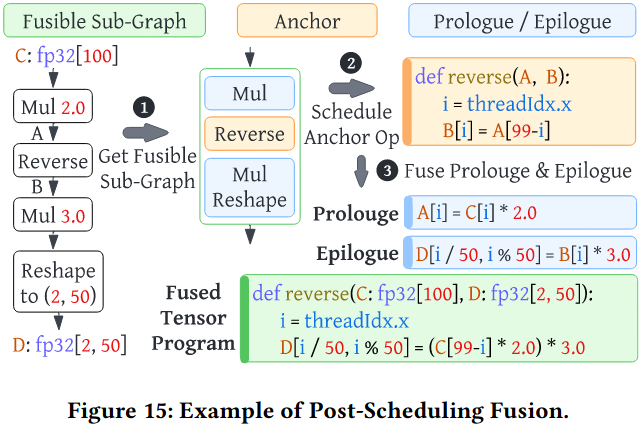 Fusible Sub-Graph
Anchor
Prologue / Epilogue
C: fp32[100]
Mul 2.0
A
Reverse
B
Mul 3.0
Reshape
to (2, 50)
D: fp32[2, 50]
1
Get Fusible
Sub-Graph
Mul
Reverse
Mul
Reshape
2
Schedule
Anchor Op
def reverse(A, B):
i = threadIdx.x
B[i] = A[99-i]
3 Fuse Prolouge & Epilogue
Prolouge
A[i] = C[i] * 2.0
Epilogue
D[i / 50, i % 50] = B[i] * 3.0
Fused
Tensor
Program
def reverse(C: fp32[100], D: fp32[2, 50]):
i = threadIdx.x
D[i / 50, i % 50] = (C[99-i] * 2.0) * 3.0
Figure 15: Example of Post-Scheduling Fusion.